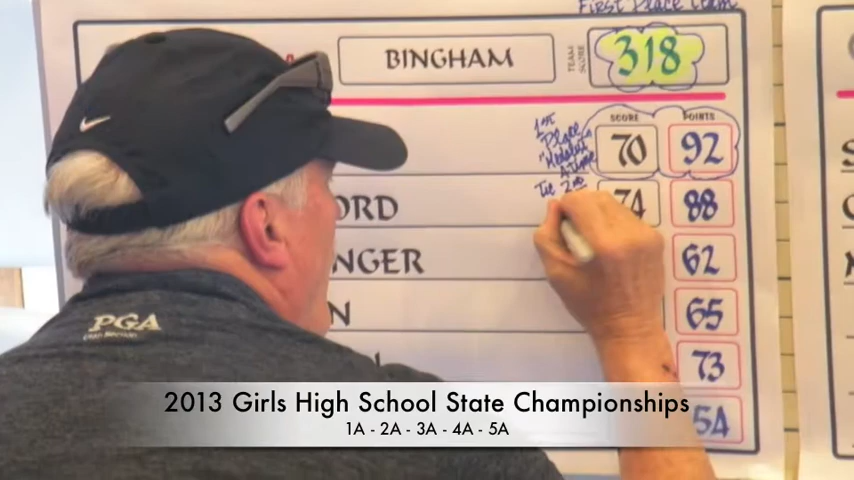 First Place Team
BINGHAM
TEAM SCORE
318
SCORE POINTS
1st Place "Medalist"
70 92
Tie 2nd
ORD 74 88
NGER 62
N 65
73
54
PGA
2013 Girls High School State Championships
1A - 2A - 3A - 4A - 5A